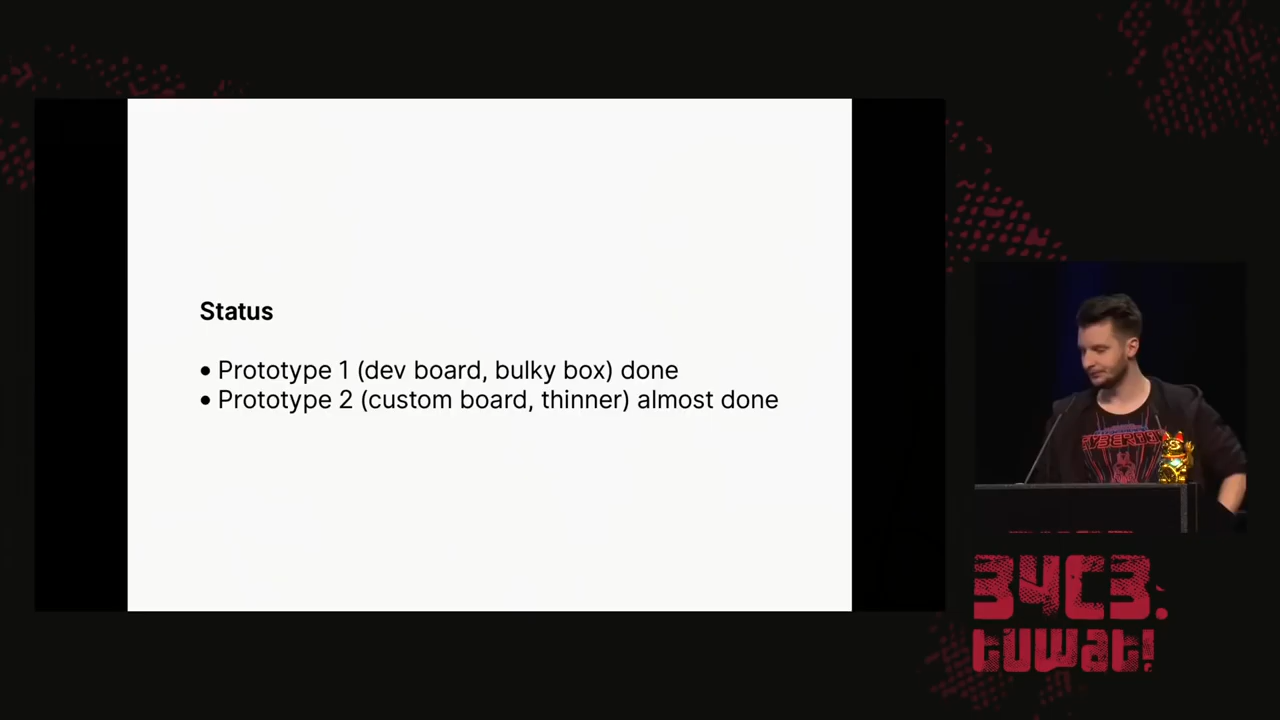 Status
• Prototype 1 (dev board, bulky box) done
• Prototype 2 (custom board, thinner) almost done
34C3.
tuwat!